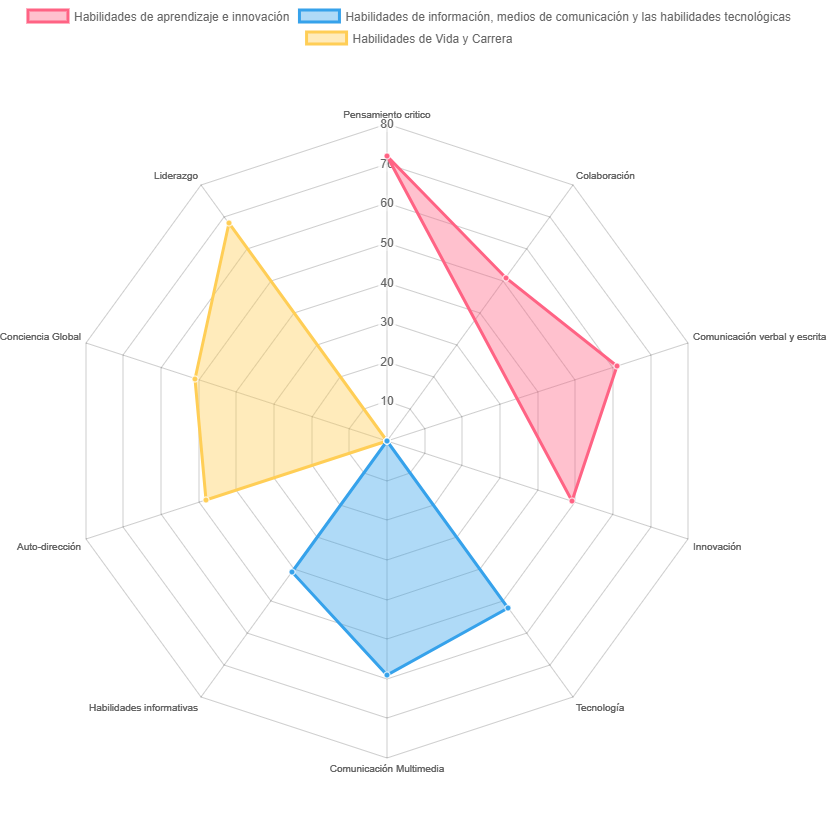 Habilidades de aprendizaje e innovación
Habilidades de información, medios de comunicación y las habilidades tecnológicas
Habilidades de Vida y Carrera
Pensamiento critico
80
70
60
50
40
30
20
10
Liderazgo
Colaboración
Conciencia Global
Comunicación verbal y escrita
Auto-dirección
Innovación
Habilidades informativas
Tecnología
Comunicación Multimedia